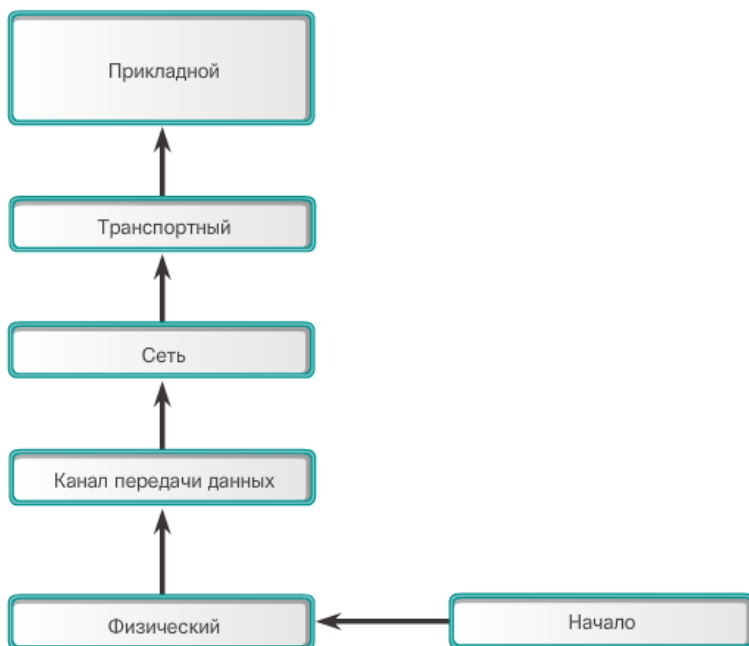 Прикладной
Транспортный
Сеть
Канал передачи данных
Физический
Начало